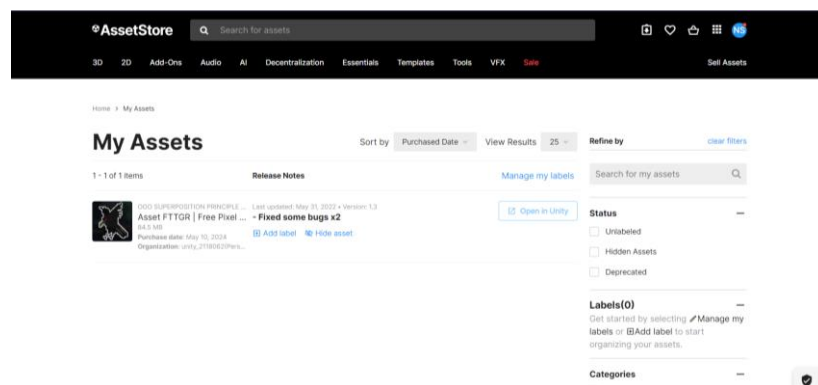 AssetStore
Search for assets
NS
3D 2D Add-Ons Audio AI Decentralization Essentials Templates Tools VFX Sale Sell Assets
Home > My Assets
My Assets
Sort by Purchased Date View Results 25
1 - 1 of 1 items Release Notes Manage my labels
OOO SUPERPOSITION PRINCIPLE ...
Asset FTTGR | Free Pixel ...
84.5 MB
Purchase date: May 10, 2024
Organization:
Last updated: May 31, 2022 • Version: 1.3
- Fixed some bugs x2
Add label Hide asset
Open in Unity
Refine by clear filters
Search for my assets
Status
Unlabeled
Hidden Assets
Deprecated
Labels(0)
Get started by selecting Manage my
labels or Add label to start
organizing your assets.
Categories